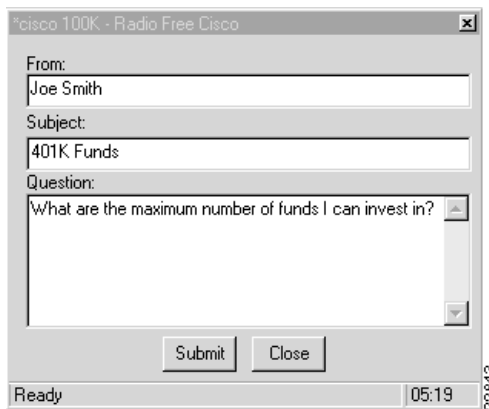 *cisco 100K - Radio Free Cisco
From:
Joe Smith
Subject:
401K Funds
Question:
What are the maximum number of funds I can invest in?
Submit Close
Ready 05:19